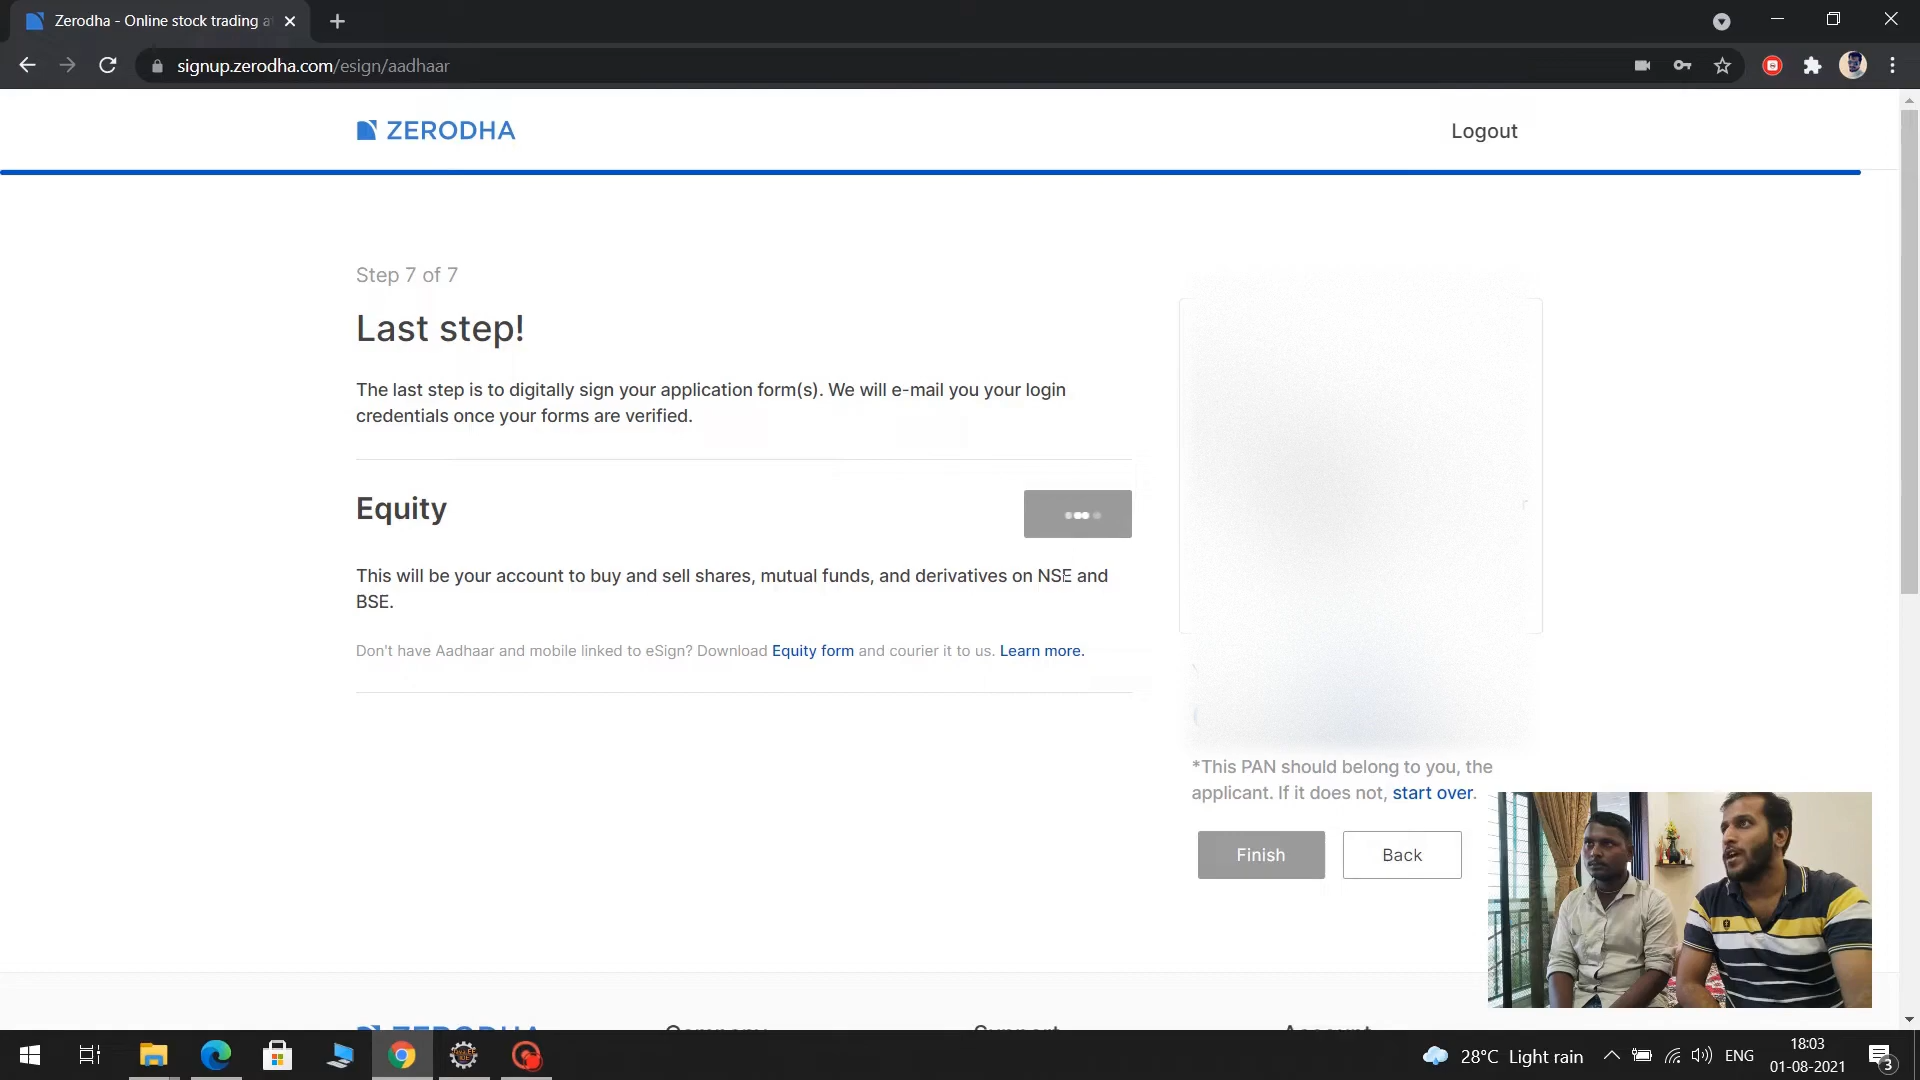 Zerodha - Online stock trading a
signup.zerodha.com/esign/aadhaar
ZERODHA
Logout
Step 7 of 7
Last step!
The last step is to digitally sign your application form(s). We will e-mail you your login
credentials once your forms are verified.
Equity
This will be your account to buy and sell shares, mutual funds, and derivatives on NSE and
BSE.
Don't have Aadhaar and mobile linked to eSign? Download Equity form and courier it to us. Learn more.
*This PAN should belong to you, the
applicant. If it does not, start over.
Finish
Back
ZERODHA
Company
Support
Account
28°C Light rain
ENG
18:03
01-08-2021
3